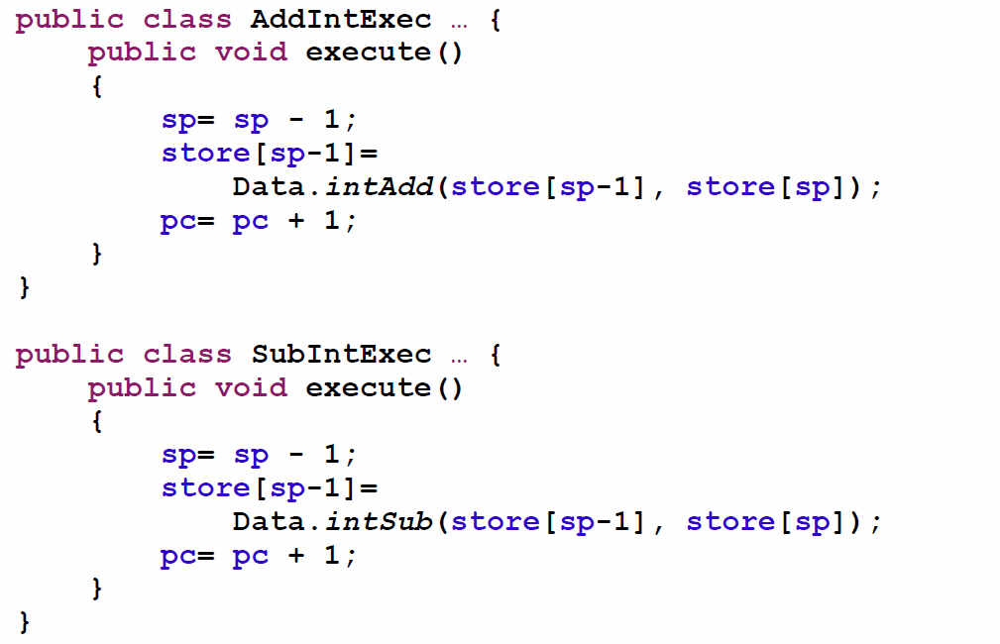 public class AddIntExec … {
    public void execute()
    {
        sp= sp - 1;
        store[sp-1]=
            Data.intAdd(store[sp-1], store[sp]);
        pc= pc + 1;
    }
}

public class SubIntExec … {
    public void execute()
    {
        sp= sp - 1;
        store[sp-1]=
            Data.intSub(store[sp-1], store[sp]);
        pc= pc + 1;
    }
}